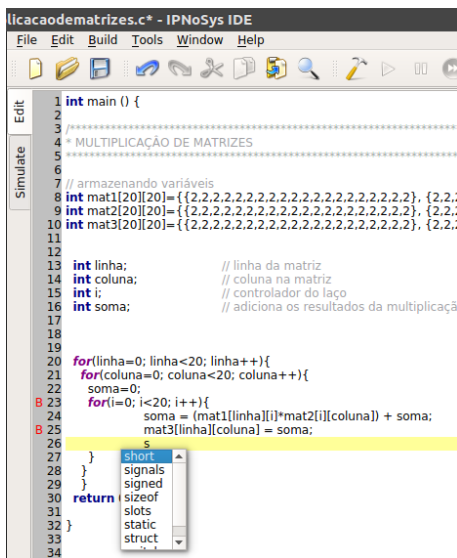 licacaodematrizes.c* - IPNoSys IDE
File Edit Build Tools Window Help
Edit
Simulate
1 int main () {
2
3 /************************************************************
4 * MULTIPLICAÇÃO DE MATRIZES
5 ************************************************************
6
7 // armazenando variáveis
8 int mat1[20][20]={{2,2,2,2,2,2,2,2,2,2,2,2,2,2,2,2,2,2,2,2}, {2,2,2
9 int mat2[20][20]={{2,2,2,2,2,2,2,2,2,2,2,2,2,2,2,2,2,2,2,2}, {2,2,2
10 int mat3[20][20]={{2,2,2,2,2,2,2,2,2,2,2,2,2,2,2,2,2,2,2,2}, {2,2,2
11
12
13 int linha; // linha da matriz
14 int coluna; // coluna na matriz
15 int i; // controlador do laço
16 int soma; // adiciona os resultados da multiplicaçã
17
18
19
20 for(linha=0; linha<20; linha++){
21 for(coluna=0; coluna<20; coluna++){
22 soma=0;
B 23 for(i=0; i<20; i++){
24 soma = (mat1[linha][i]*mat2[i][coluna]) + soma;
B 25 mat3[linha][coluna] = soma;
26 s
27 }
28 }
29 }
30 return
31
32 }
33
34
short
signals
signed
sizeof
slots
static
struct